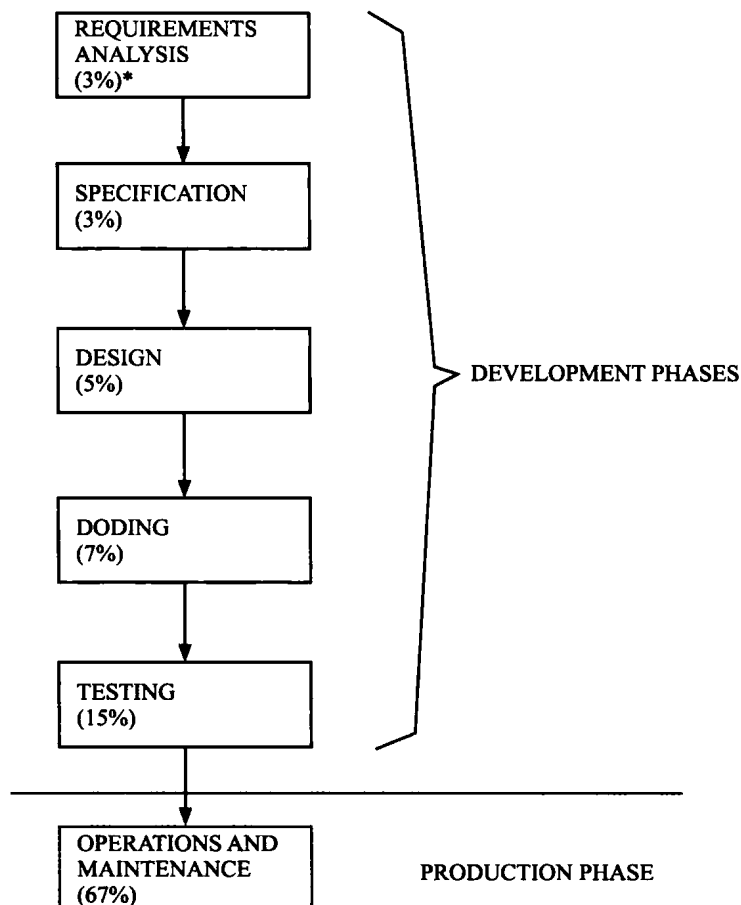 REQUIREMENTS
ANALYSIS
(3%)*
SPECIFICATION
(3%)
DESIGN
(5%)
DEVELOPMENT PHASES
DODING
(7%)
TESTING
(15%)
OPERATIONS AND
MAINTENANCE
(67%)
PRODUCTION PHASE